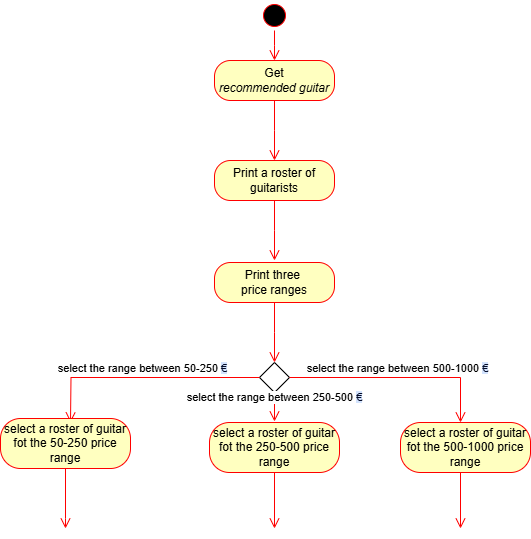 Get
recommended guitar
Print a roster of
guitarists
Print three
price ranges
select the range between 50-250 €
select the range between 500-1000 €
select the range between 250-500 €
select a roster of guitar
fot the 50-250 price
range
select a roster of guitar
fot the 250-500 price
range
select a roster of guitar
fot the 500-1000 price
range